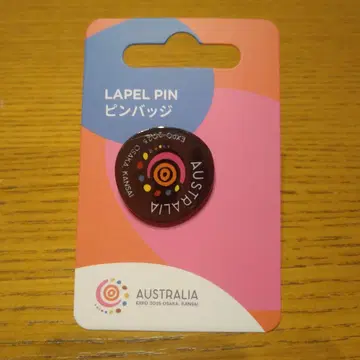 LAPEL PIN
ピンバッジ
AUSTRALIA
EXPO 2025 OSAKA, KANSAI
AUSTRALIA
EXPO 2025 OSAKA KANSAI